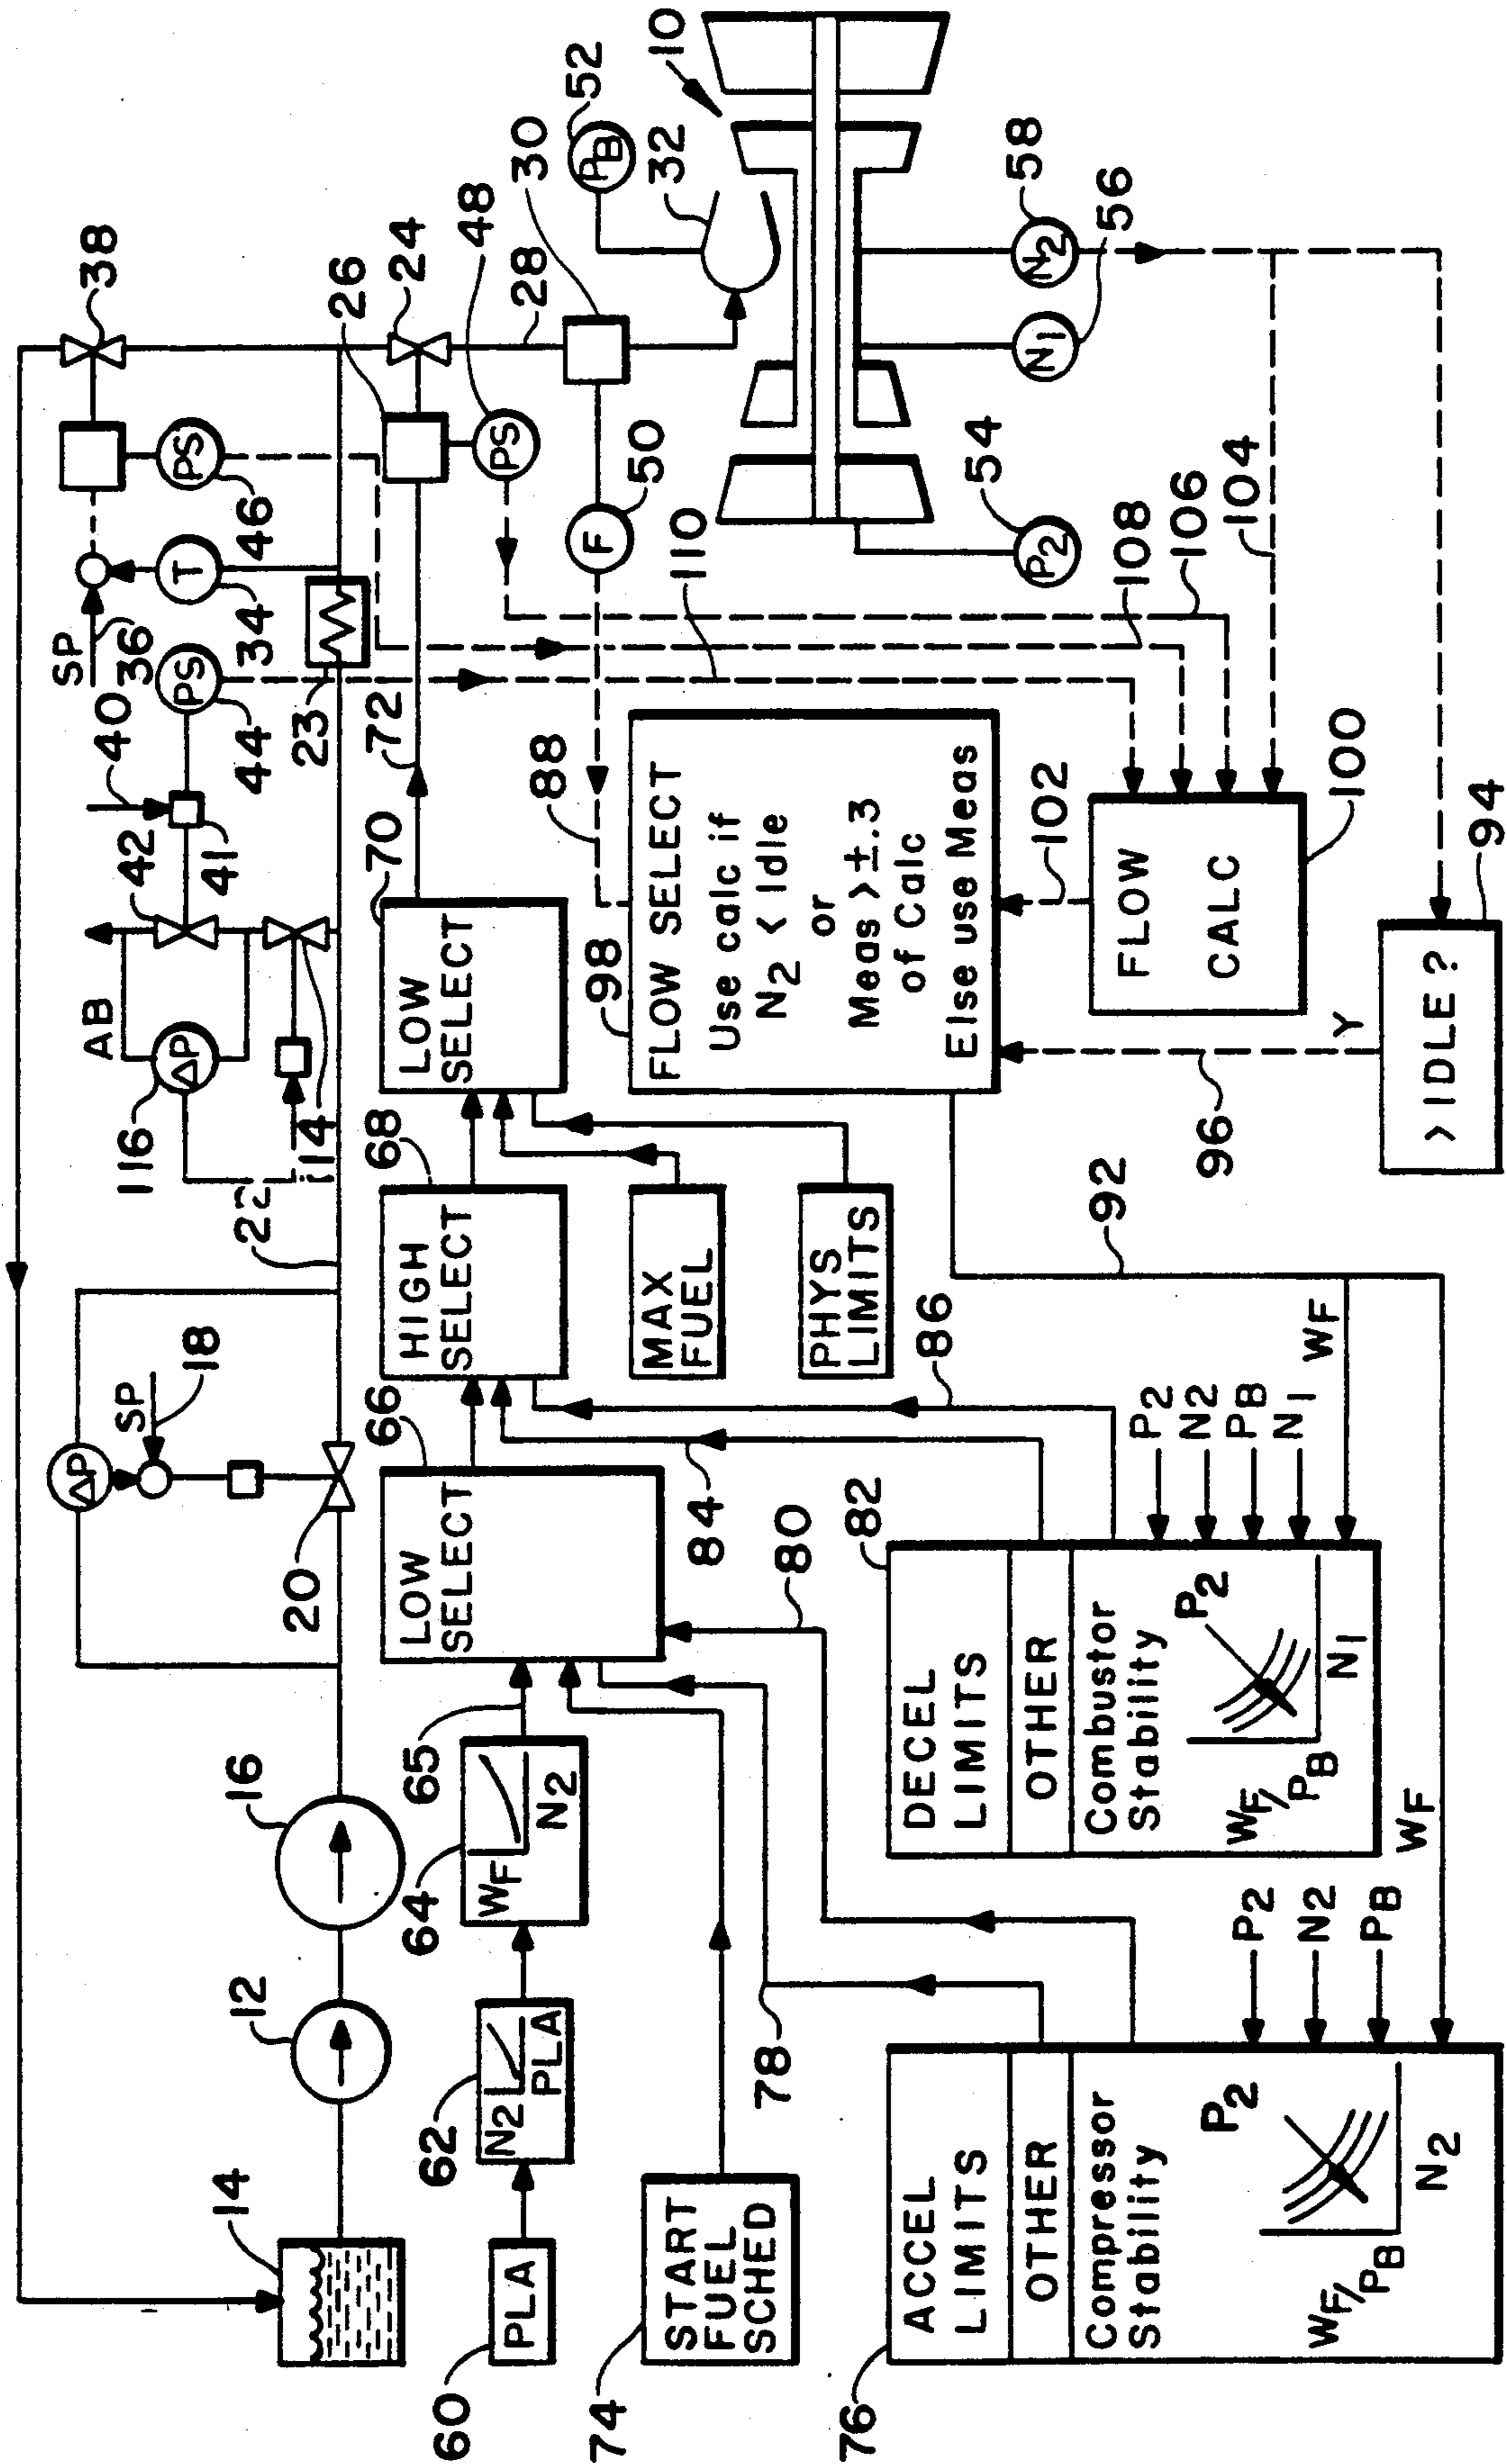 14
12
16
20
ΔP
SP
18
22
116
ΔP
AB
114
42
41
40
44
PS
23
SP
36
34
T
46
PS
38
26
24
48
PS
28
30
50
F
52
PB
32
10
54
P2
56
N1
58
N2
60
PLA
62
N2
PLA
64
WF
N2
65
66
LOW
SELECT
68
HIGH
SELECT
70
LOW
SELECT
72
74
START
FUEL
SCHED
MAX
FUEL
PHYS
LIMITS
76
ACCEL
LIMITS
OTHER
Compressor
Stability
WF/PB
P2
N2
P2
N2
PB
WF
78
80
82
DECEL
LIMITS
OTHER
Combustor
Stability
WF/PB
P2
N1
P2
N2
PB
N1
WF
84
86
88
92
98
FLOW SELECT
Use calc if
N2 < Idle
or
Meas > ±.3
of Calc
Else use Meas
96
Y
102
FLOW
CALC
100
110
108
106
104
> IDLE ?
94